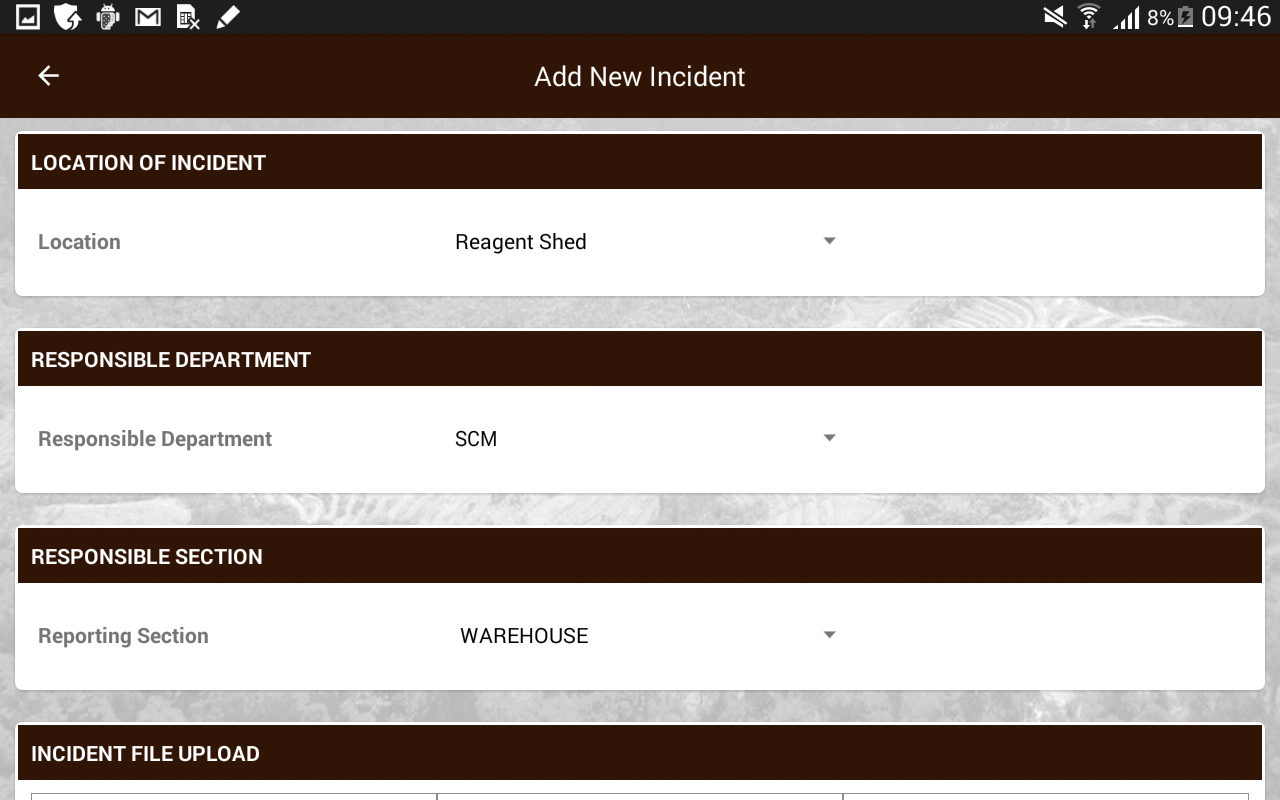 8% 09:46
Add New Incident
LOCATION OF INCIDENT
Location Reagent Shed
RESPONSIBLE DEPARTMENT
Responsible Department SCM
RESPONSIBLE SECTION
Reporting Section WAREHOUSE
INCIDENT FILE UPLOAD